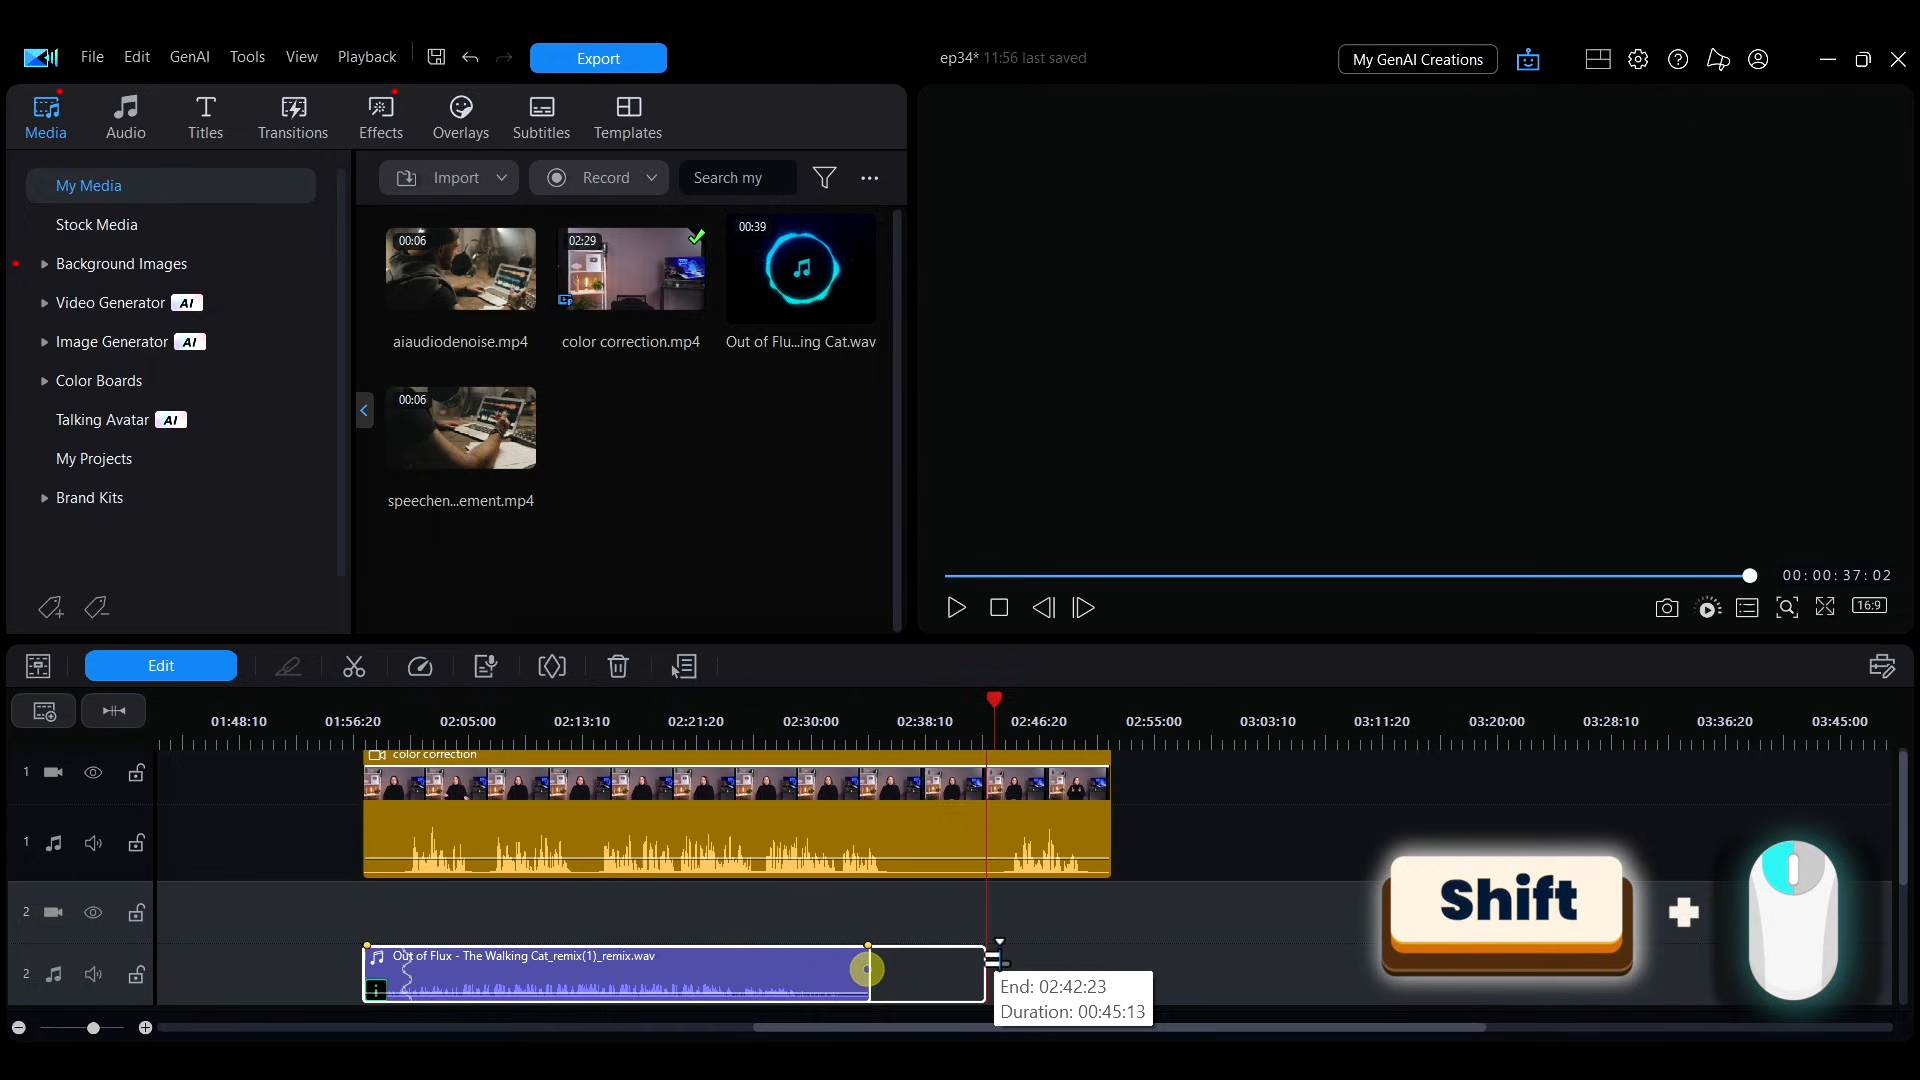 File Edit GenAI Tools View Playback Export ep34* 11:56 last saved My GenAI Creations
Media Audio Titles Transitions Effects Overlays Subtitles Templates
My Media
Stock Media
Background Images
Video Generator AI
Image Generator AI
Color Boards
Talking Avatar AI
My Projects
Brand Kits
Import Record Search my
00:06 02:29 00:39
aiaudiodenoise.mp4 color correction.mp4 Out of Flu...ing Cat.wav
00:06
speechen...ement.mp4
00:00:37:02
16:9
Edit
01:48:10 01:56:20 02:05:00 02:13:10 02:21:20 02:30:00 02:38:10 02:46:20 02:55:00 03:03:10 03:11:20 03:20:00 03:28:10 03:36:20 03:45:00
color correction
1
1
2
2
Out of Flux - The Walking Cat_remix(1)_remix.wav
i
End: 02:42:23
Duration: 00:45:13
Shift